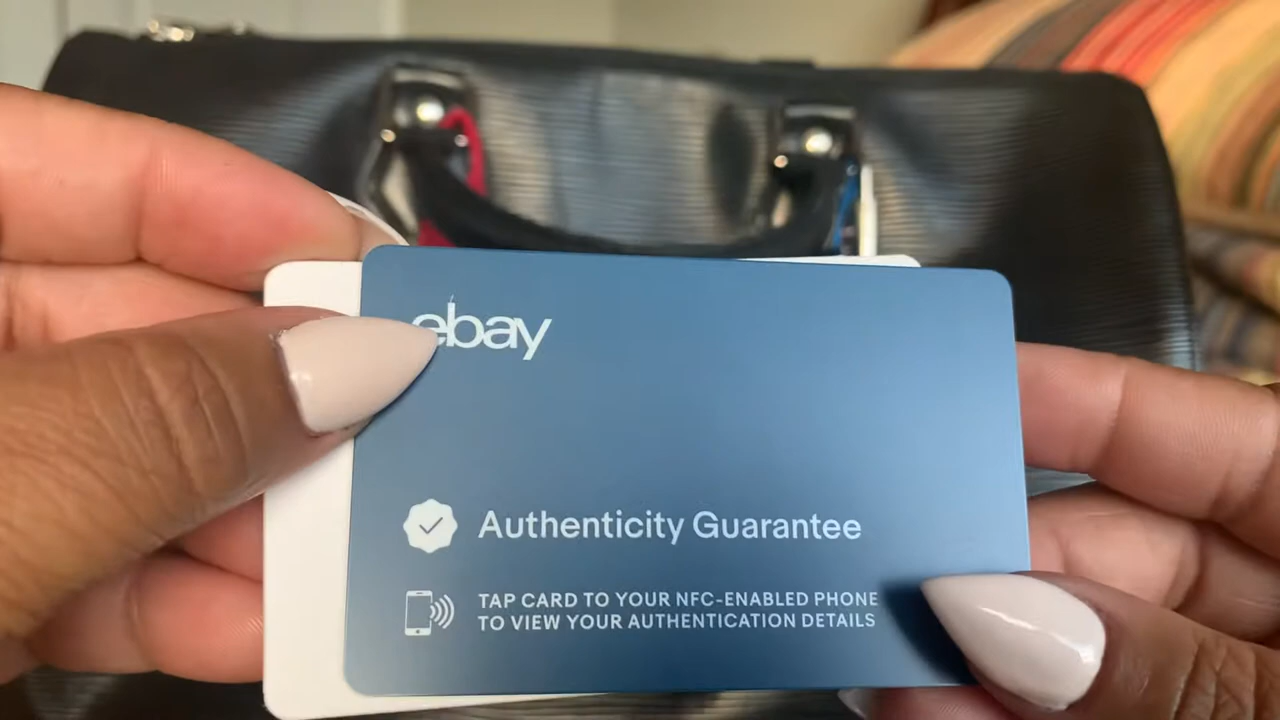 ebay
Authenticity Guarantee
TAP CARD TO YOUR NFC-ENABLED PHONE
TO VIEW YOUR AUTHENTICATION DETAILS